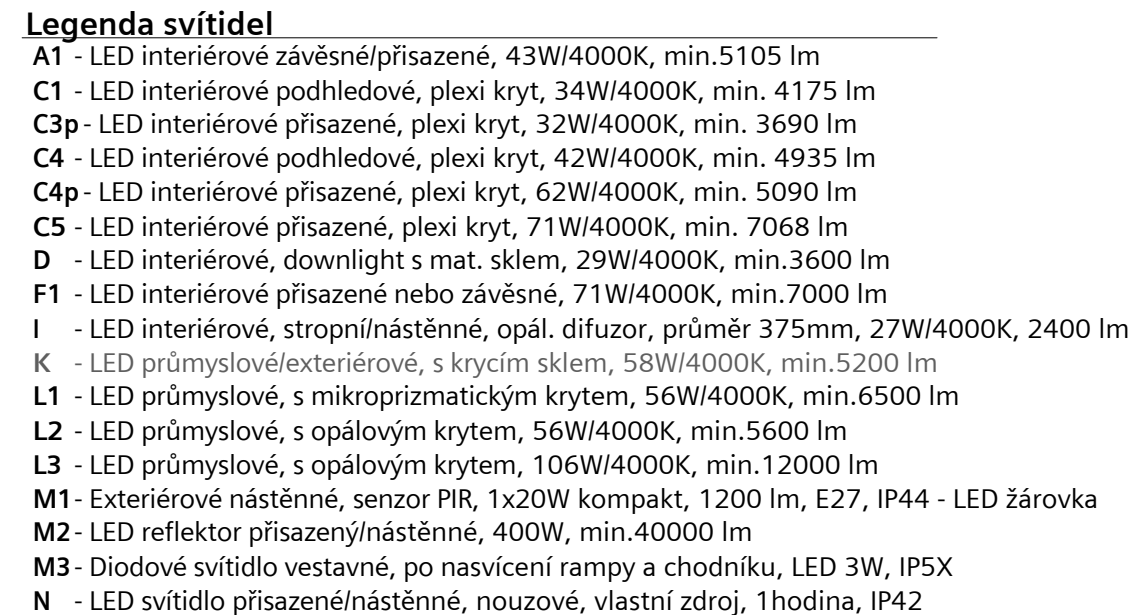 Legenda svítidel
A1 - LED interiérové závěsné/přisazené, 43W/4000K, min.5105 lm
C1 - LED interiérové podhledové, plexi kryt, 34W/4000K, min. 4175 lm
C3p - LED interiérové přisazené, plexi kryt, 32W/4000K, min. 3690 lm
C4 - LED interiérové podhledové, plexi kryt, 42W/4000K, min. 4935 lm
C4p - LED interiérové přisazené, plexi kryt, 62W/4000K, min. 5090 lm
C5 - LED interiérové přisazené, plexi kryt, 71W/4000K, min. 7068 lm
D - LED interiérové, downlight s mat. sklem, 29W/4000K, min.3600 lm
F1 - LED interiérové přisazené nebo závěsné, 71W/4000K, min.7000 lm
I - LED interiérové, stropní/nástěnné, opál. difuzor, průměr 375mm, 27W/4000K, 2400 lm
K - LED průmyslové/exteriérové, s krycím sklem, 58W/4000K, min.5200 lm
L1 - LED průmyslové, s mikroprizmatickým krytem, 56W/4000K, min.6500 lm
L2 - LED průmyslové, s opálovým krytem, 56W/4000K, min.5600 lm
L3 - LED průmyslové, s opálovým krytem, 106W/4000K, min.12000 lm
M1 - Exteriérové nástěnné, senzor PIR, 1x20W kompakt, 1200 lm, E27, IP44 - LED žárovka
M2 - LED reflektor přisazený/nástěnné, 400W, min.40000 lm
M3 - Diodové svítidlo vestavné, po nasvícení rampy a chodníku, LED 3W, IP5X
N - LED svítidlo přisazené/nástěnné, nouzové, vlastní zdroj, 1hodina, IP42